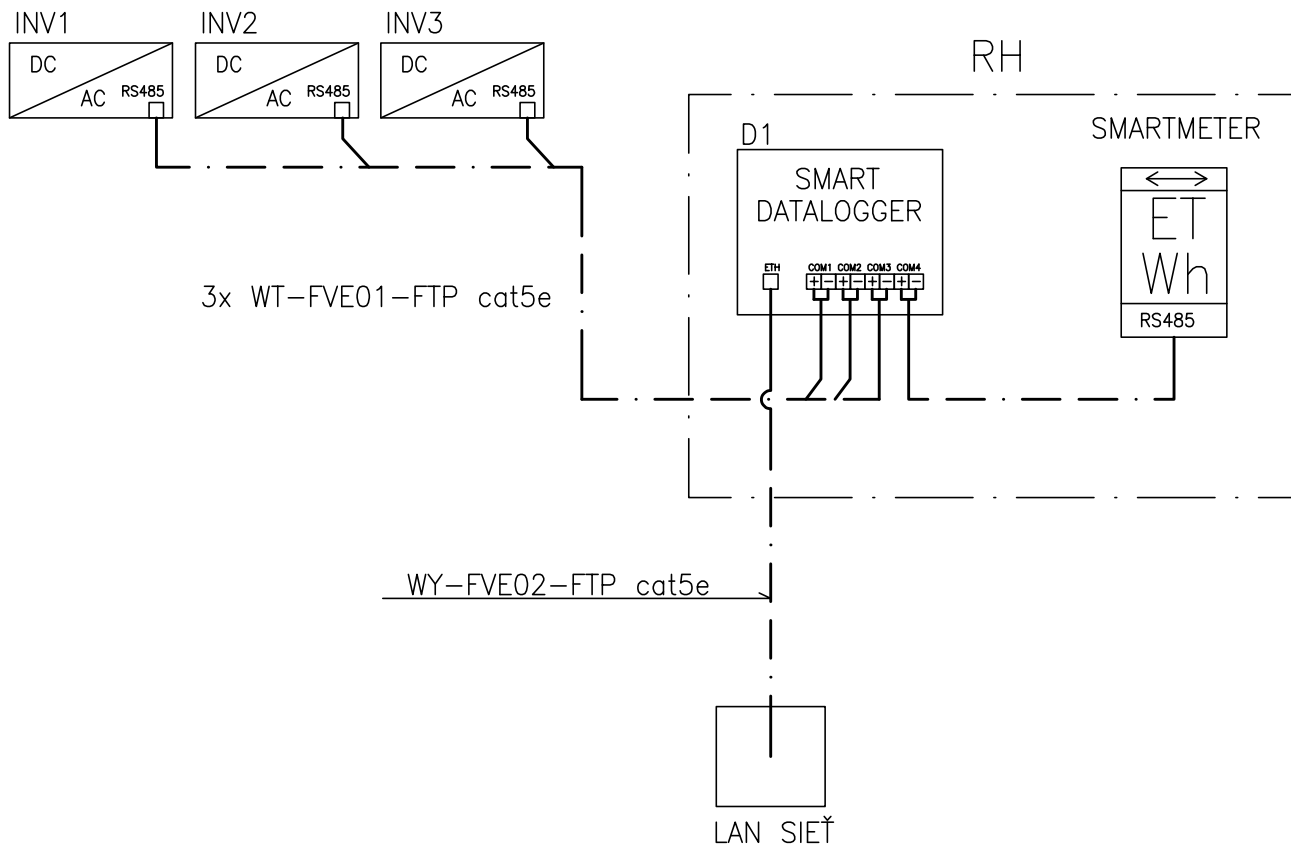 INV1
INV2
INV3
DC
AC
RS485
DC
AC
RS485
DC
AC
RS485
RH
D1
SMART
DATALOGGER
ETH
COM1 COM2 COM3 COM4
+ − + − + − + −
SMARTMETER
ET
Wh
RS485
3x WT−FVE01−FTP cat5e
WY−FVE02−FTP cat5e
LAN SIEŤ